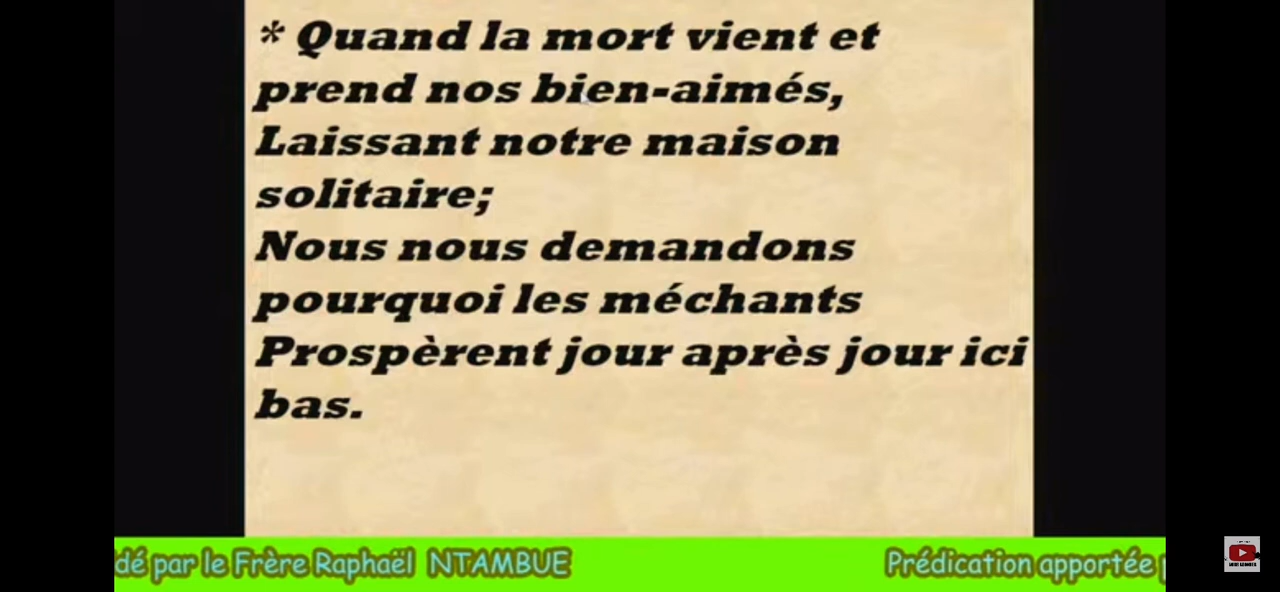 * Quand la mort vient et
prend nos bien-aimés,
Laissant notre maison
solitaire;
Nous nous demandons
pourquoi les méchants
Prospèrent jour après jour ici
bas.
dé par le Frère Raphaël NTAMBUE
Prédication apportée p